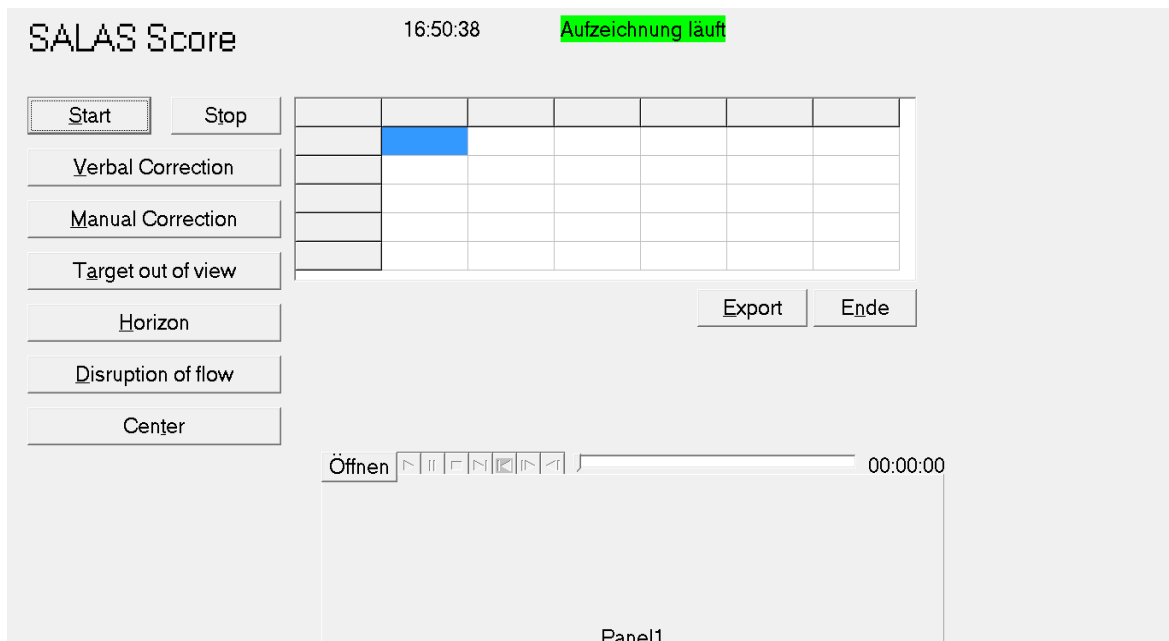 SALAS Score 16:50:38 Aufzeichnung läuft
Start Stop
Verbal Correction
Manual Correction
Target out of view
Export Ende
Horizon
Disruption of flow
Center
Öffnen 00:00:00
Panel1